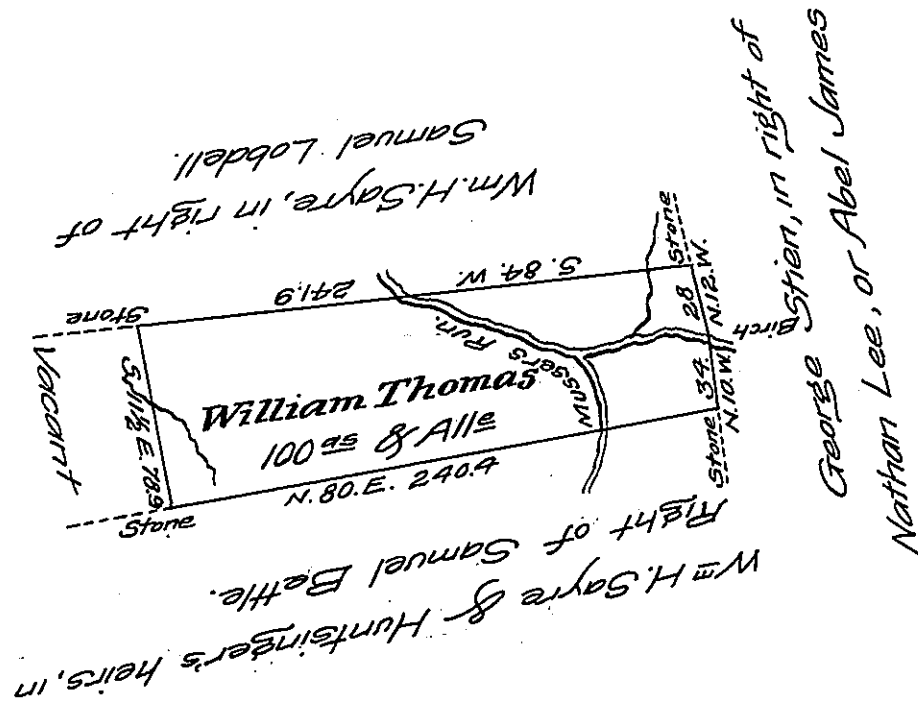 Wm. H. Sayre, in right of
Samuel Lobdell.
George Stien, in right of
Nathan Lee, or Abel James
Stone
241.9
S. 84. W.
Stone
Vacant
S. 11½ E. 78.9
Mussers Run.
28
N. 12. W.
Birch
34.
N. 10. W.
William Thomas
100 as & Alle
N. 80. E. 240.4
Stone
Stone
Wm H. Sayre & Huntsinger's heirs, in
Right of Samuel Bettle.